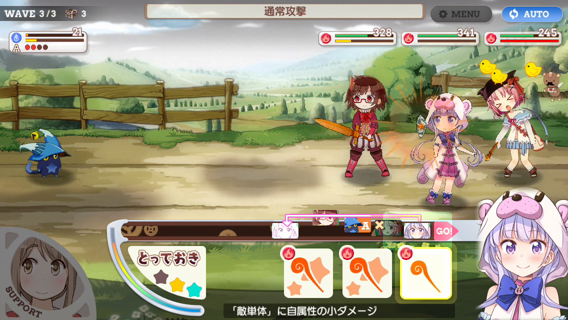 WAVE 3 / 3
3
通常攻撃
MENU
AUTO
21
A
328
341
245
A
GO!
とっておき
SUPPORT
「敵単体」に自属性の小ダメージ